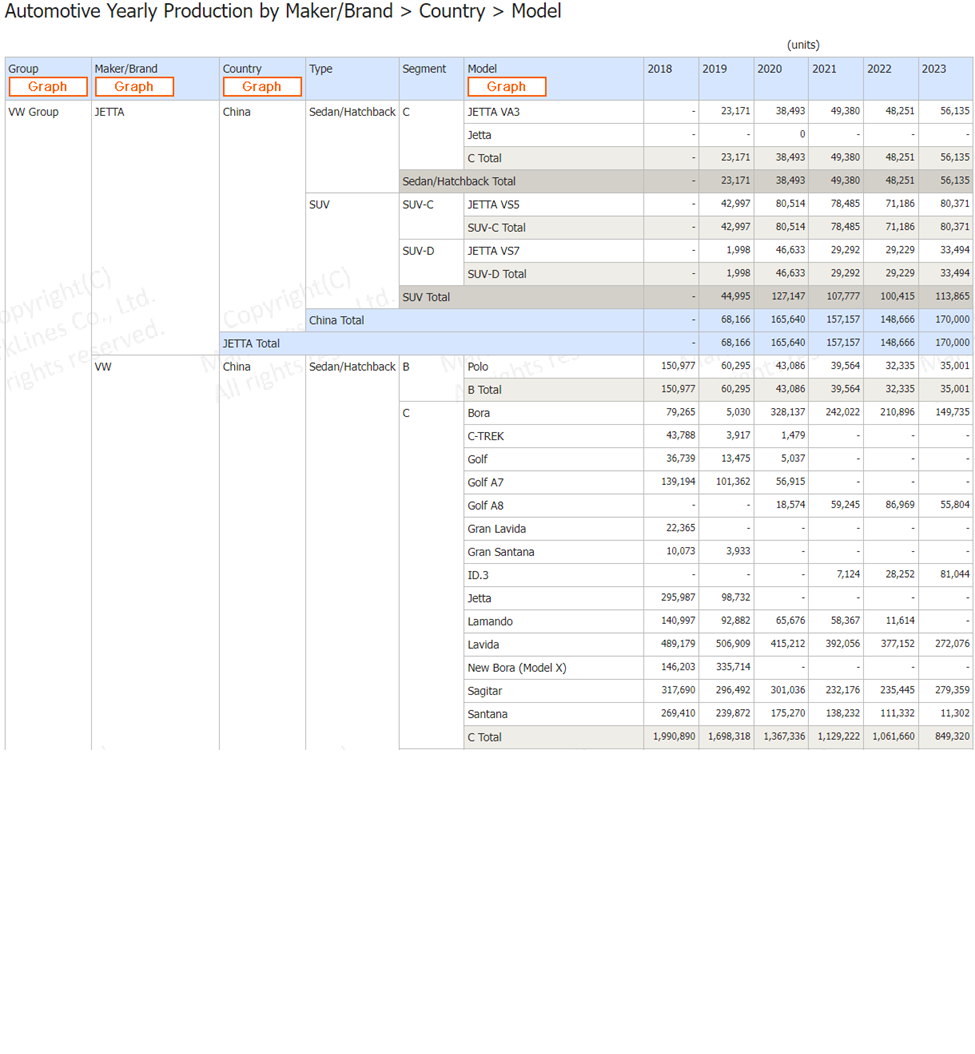 Automotive Yearly Production by Maker/Brand > Country > Model
(units)
Group Maker/Brand Country Type Segment Model 2018 2019 2020 2021 2022 2023
Graph Graph Graph Graph
VW Group JETTA China Sedan/Hatchback C JETTA VA3 - 23,171 38,493 49,380 48,251 56,135
Jetta - - 0 - - -
C Total - 23,171 38,493 49,380 48,251 56,135
Sedan/Hatchback Total - 23,171 38,493 49,380 48,251 56,135
SUV SUV-C JETTA VS5 - 42,997 80,514 78,485 71,186 80,371
SUV-C Total - 42,997 80,514 78,485 71,186 80,371
SUV-D JETTA VS7 - 1,998 46,633 29,292 29,229 33,494
SUV-D Total - 1,998 46,633 29,292 29,229 33,494
SUV Total - 44,995 127,147 107,777 100,415 113,865
China Total - 68,166 165,640 157,157 148,666 170,000
JETTA Total - 68,166 165,640 157,157 148,666 170,000
VW China Sedan/Hatchback B Polo 150,977 60,295 43,086 39,564 32,335 35,001
B Total 150,977 60,295 43,086 39,564 32,335 35,001
C Bora 79,265 5,030 328,137 242,022 210,896 149,735
C-TREK 43,788 3,917 1,479 - - -
Golf 36,739 13,475 5,037 - - -
Golf A7 139,194 101,362 56,915 - - -
Golf A8 - - 18,574 59,245 86,969 55,804
Gran Lavida 22,365 - - - - -
Gran Santana 10,073 3,933 - - - -
ID.3 - - - 7,124 28,252 81,044
Jetta 295,987 98,732 - - - -
Lamando 140,997 92,882 65,676 58,367 11,614 -
Lavida 489,179 506,909 415,212 392,056 377,152 272,076
New Bora (Model X) 146,203 335,714 - - - -
Sagitar 317,690 296,492 301,036 232,176 235,445 279,359
Santana 269,410 239,872 175,270 138,232 111,332 11,302
C Total 1,990,890 1,698,318 1,367,336 1,129,222 1,061,660 849,320